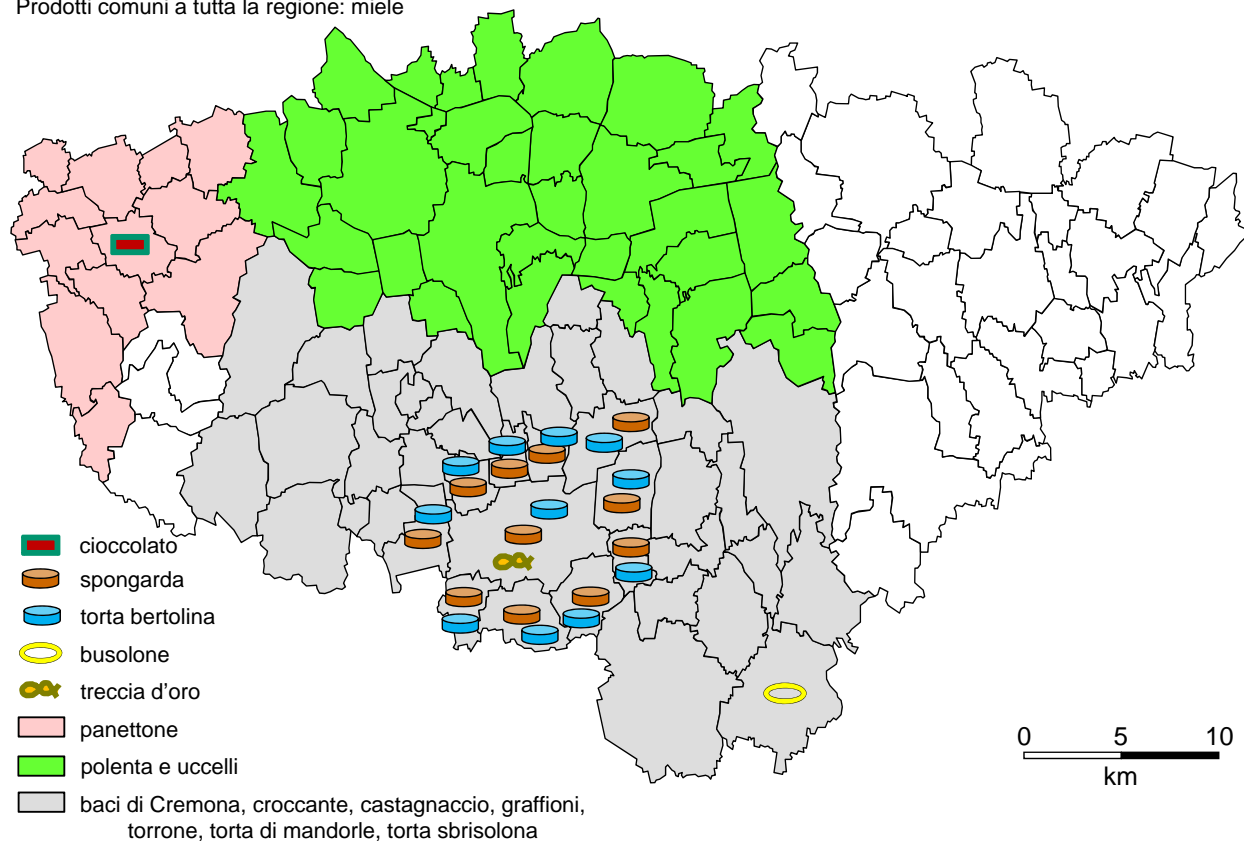 Prodotti comuni a tutta la regione: miele
cioccolato
spongarda
torta bertolina
busolone
treccia d'oro
panettone
polenta e uccelli
baci di Cremona, croccante, castagnaccio, graffioni,
torrone, torta di mandorle, torta sbrisolona
0 5 10
km